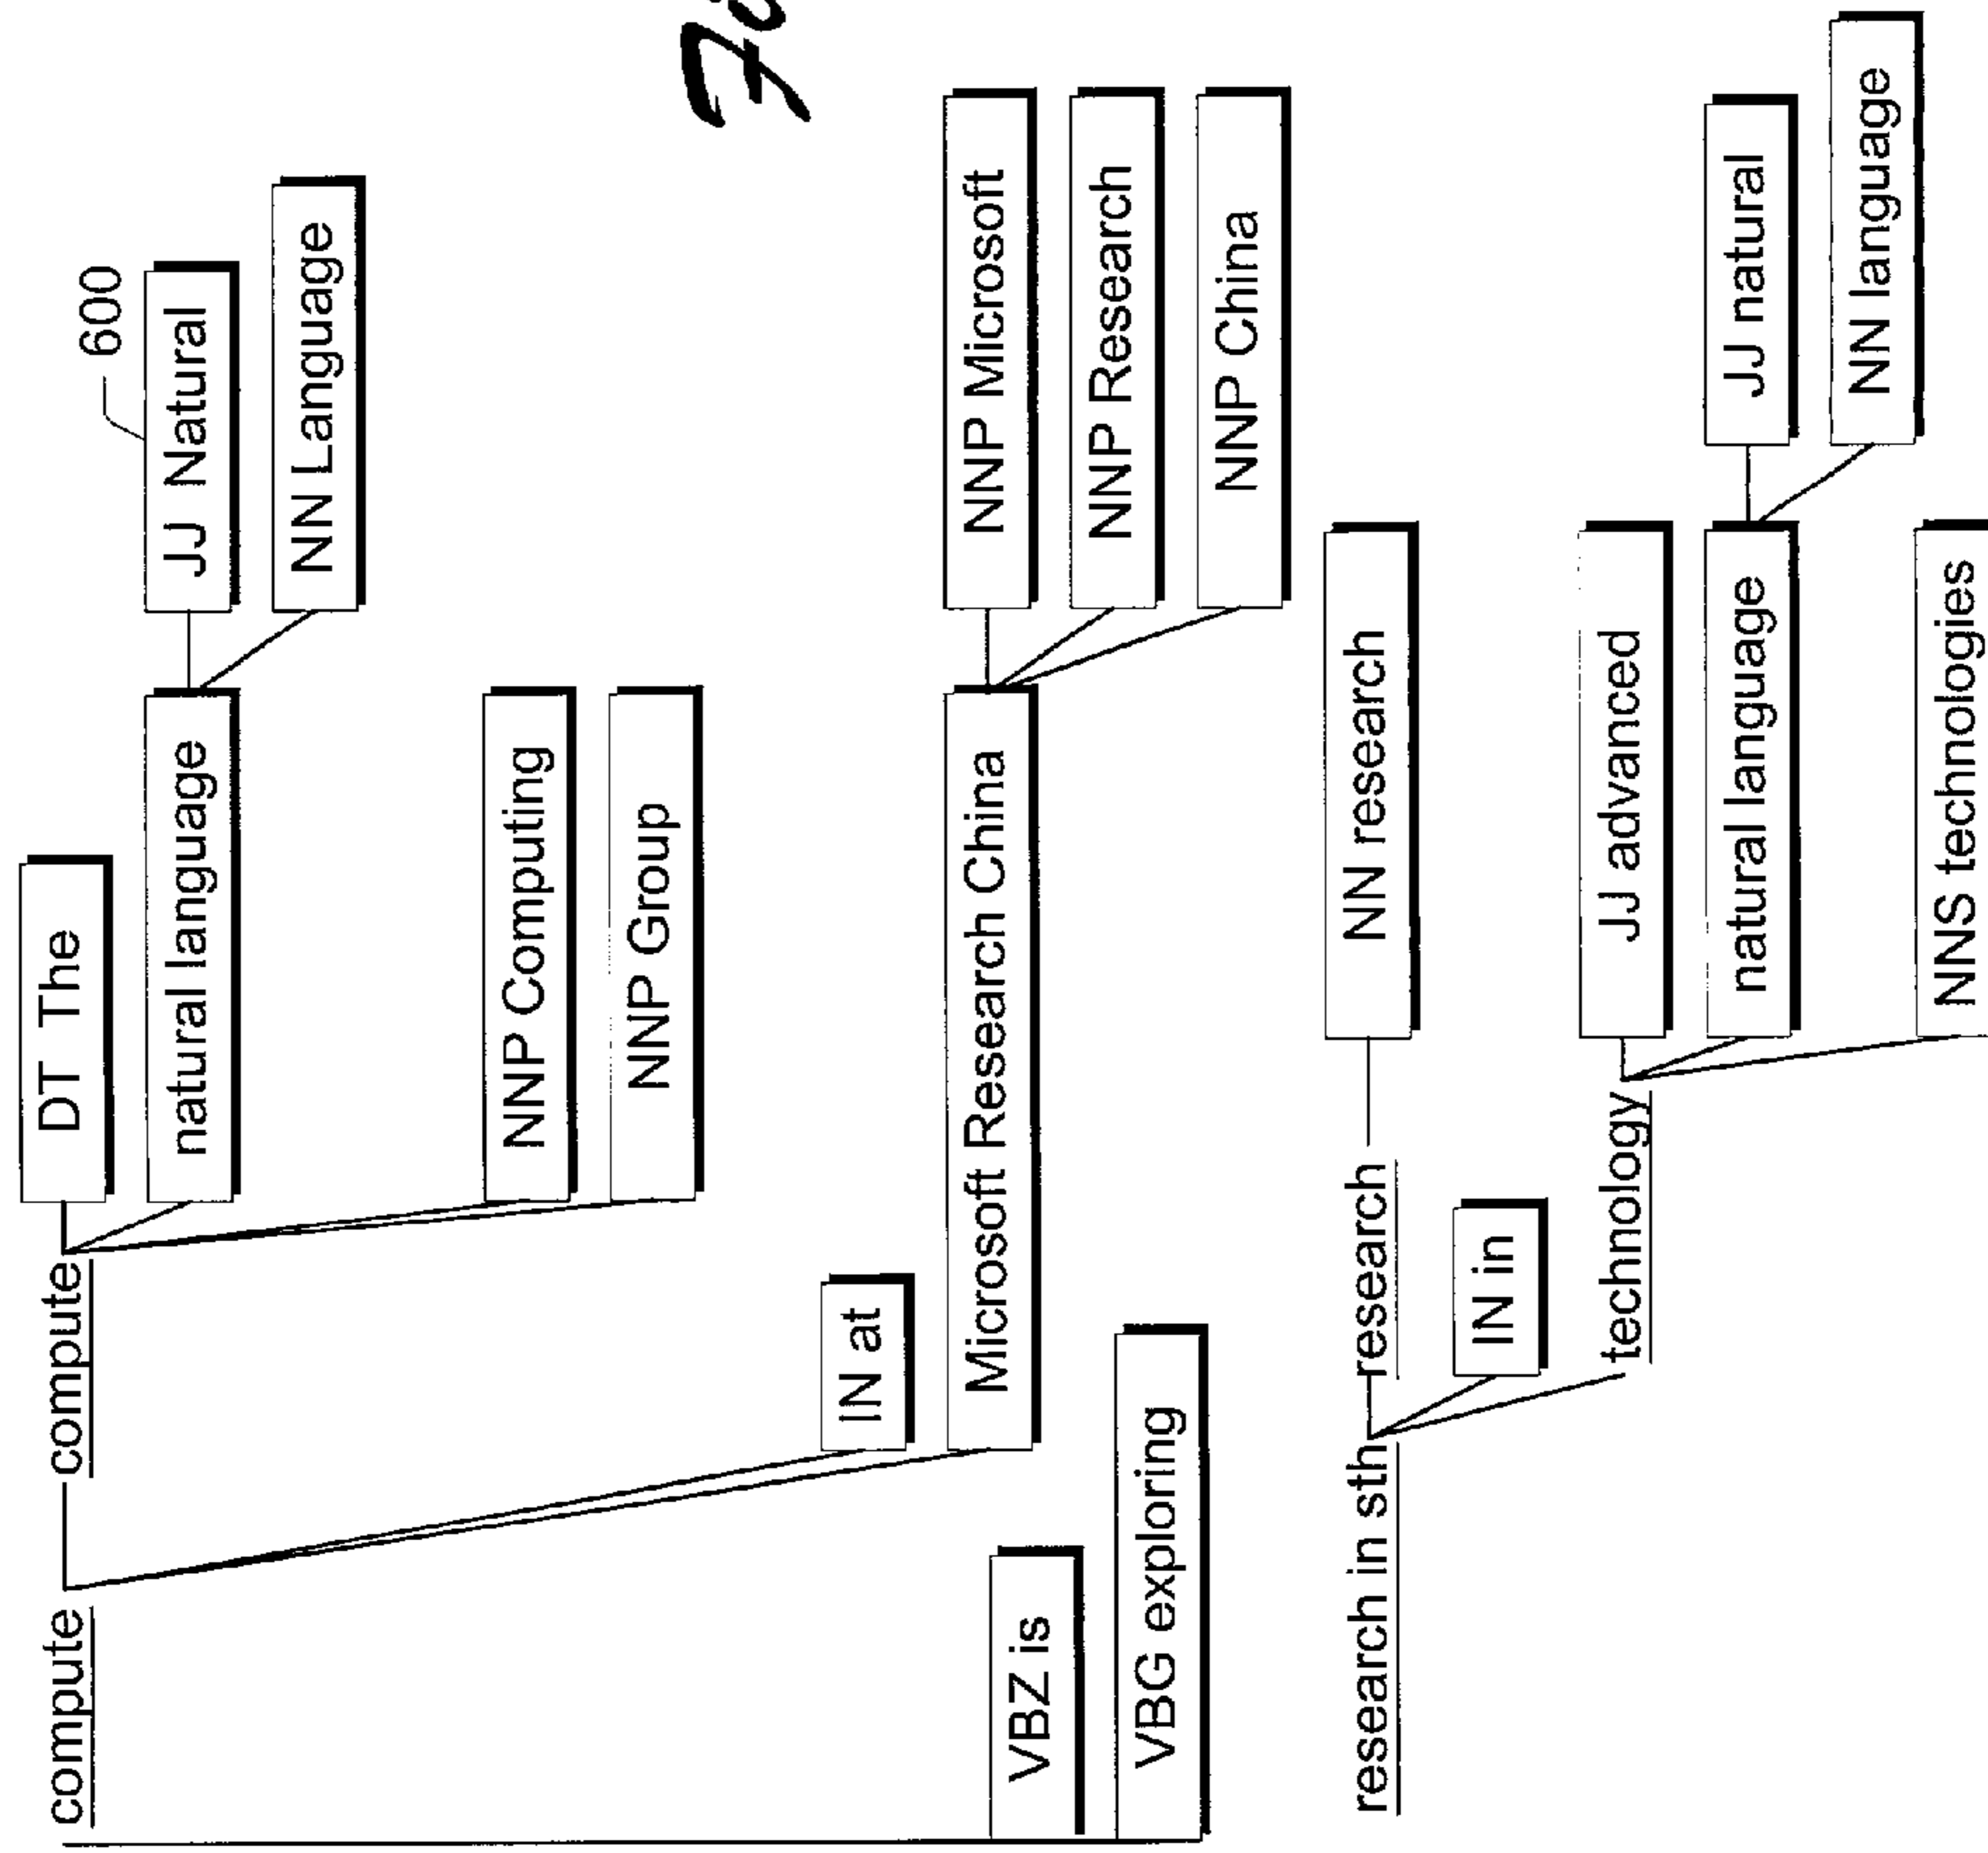 compute compute DT The
600
natural language JJ Natural
NN Language
NNP Computing
NNP Group
IN at
Microsoft Research China NNP Microsoft
VBZ is
NNP Research
VBG exploring
NNP China
research in sth research NN research
IN in
technology JJ advanced
natural language JJ natural
NN language
NNS technologies